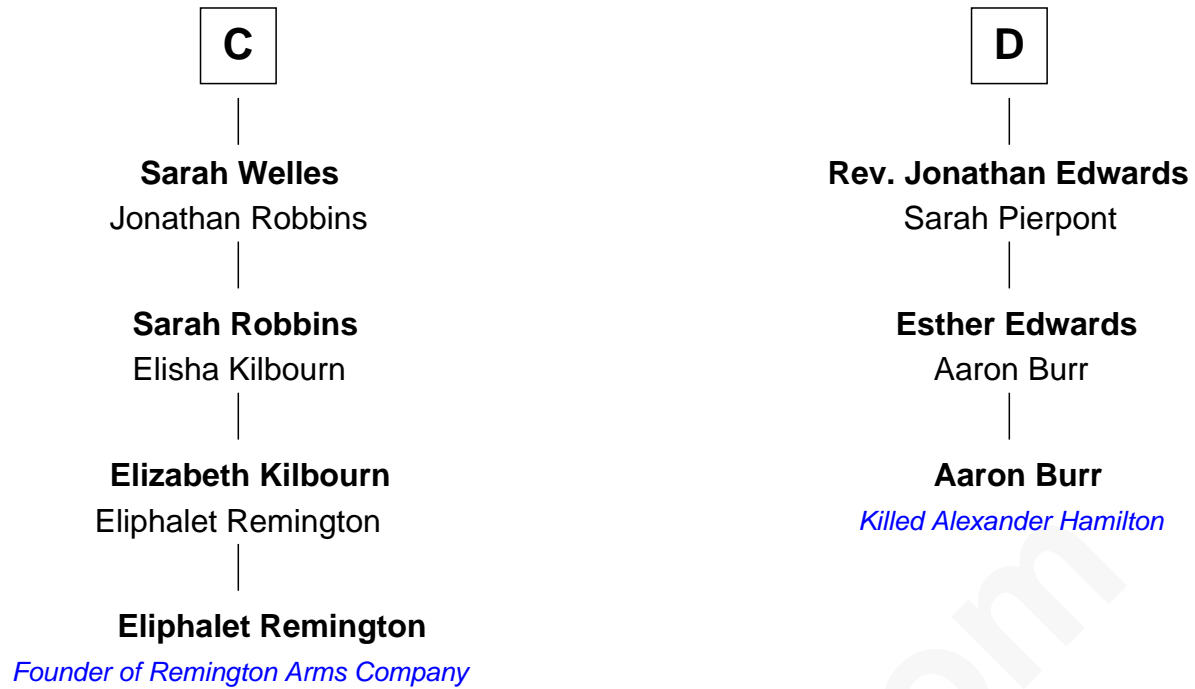 C
Sarah Welles
Jonathan Robbins
Sarah Robbins
Elisha Kilbourn
Elizabeth Kilbourn
Eliphalet Remington
Eliphalet Remington
Founder of Remington Arms Company
D
Rev. Jonathan Edwards
Sarah Pierpont
Esther Edwards
Aaron Burr
Aaron Burr
Killed Alexander Hamilton
om